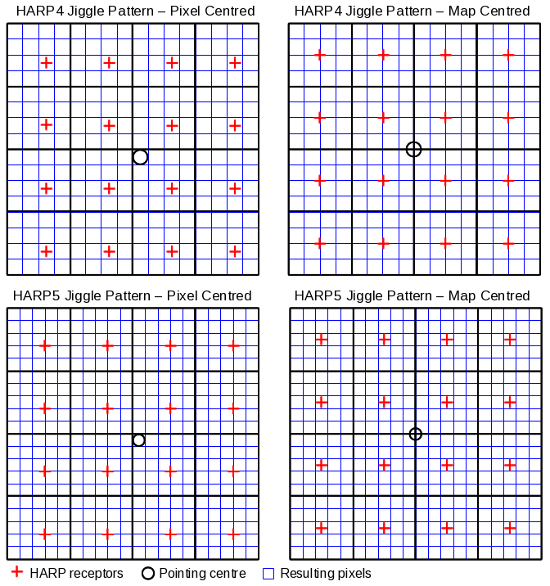 HARP4 Jiggle Pattern – Pixel Centred
HARP4 Jiggle Pattern – Map Centred
HARP5 Jiggle Pattern – Pixel Centred
HARP5 Jiggle Pattern – Map Centred
HARP receptors
Pointing centre
Resulting pixels